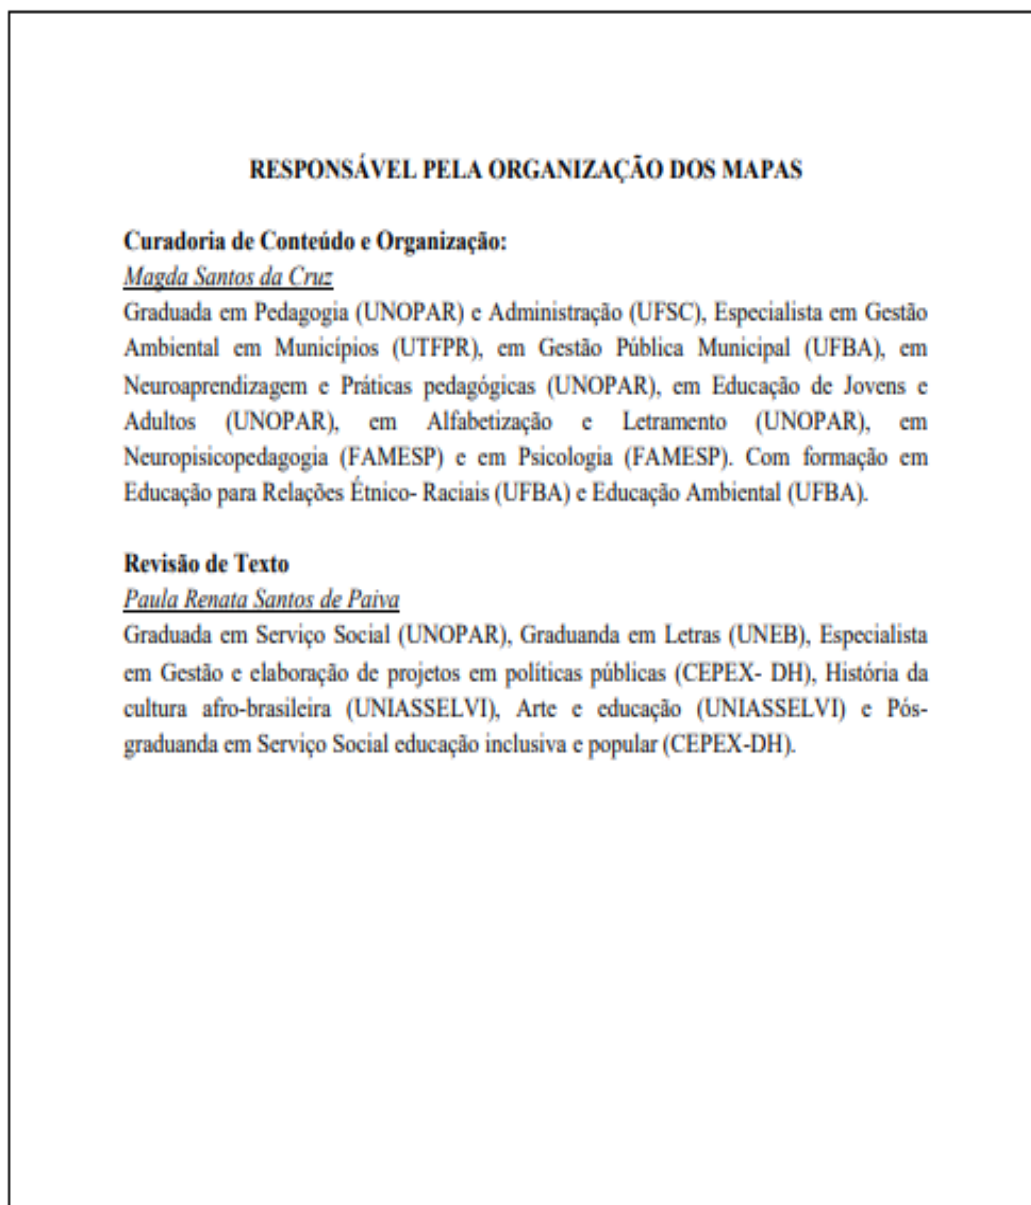 RESPONSÁVEL PELA ORGANIZAÇÃO DOS MAPAS
Curadoria de Conteúdo e Organização:
Magda Santos da Cruz
Graduada em Pedagogia (UNOPAR) e Administração (UFSC), Especialista em Gestão
Ambiental em Municípios (UTFPR), em Gestão Pública Municipal (UFBA), em
Neuroaprendizagem e Práticas pedagógicas (UNOPAR), em Educação de Jovens e
Adultos (UNOPAR), em Alfabetização e Letramento (UNOPAR), em
Neuropisicopedagogia (FAMESP) e em Psicologia (FAMESP). Com formação em
Educação para Relações Étnico- Raciais (UFBA) e Educação Ambiental (UFBA).
Revisão de Texto
Paula Renata Santos de Paiva
Graduada em Serviço Social (UNOPAR), Graduanda em Letras (UNEB), Especialista
em Gestão e elaboração de projetos em políticas públicas (CEPEX- DH), História da
cultura afro-brasileira (UNIASSELVI), Arte e educação (UNIASSELVI) e Pós-
graduanda em Serviço Social educação inclusiva e popular (CEPEX-DH).